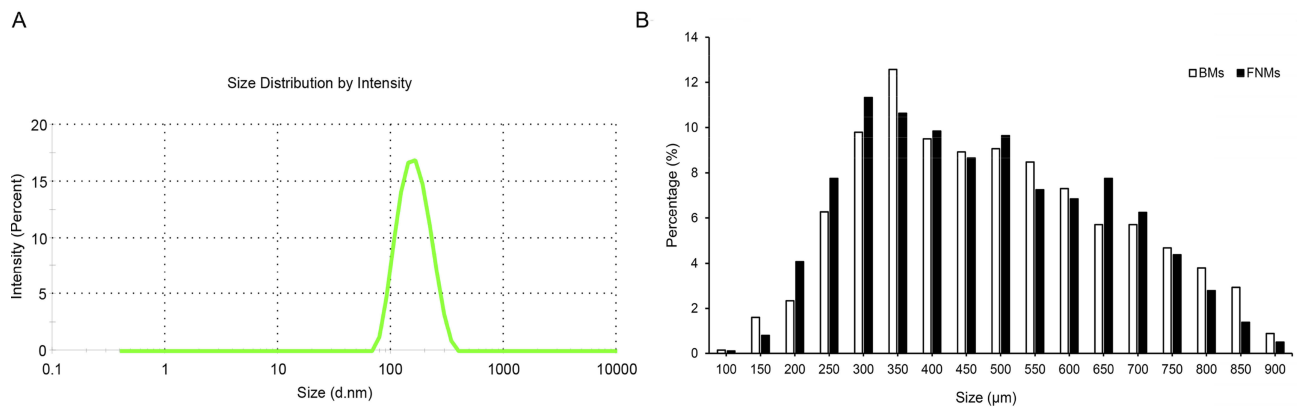 A
Size Distribution by Intensity
Intensity (Percent)
20
15
10
5
0
0.1 1 10 100 1000 10000
Size (d.nm)
B
Percentage (%)
14
12
10
8
6
4
2
0
BMs FNMs
100 150 200 250 300 350 400 450 500 550 600 650 700 750 800 850 900
Size (µm)